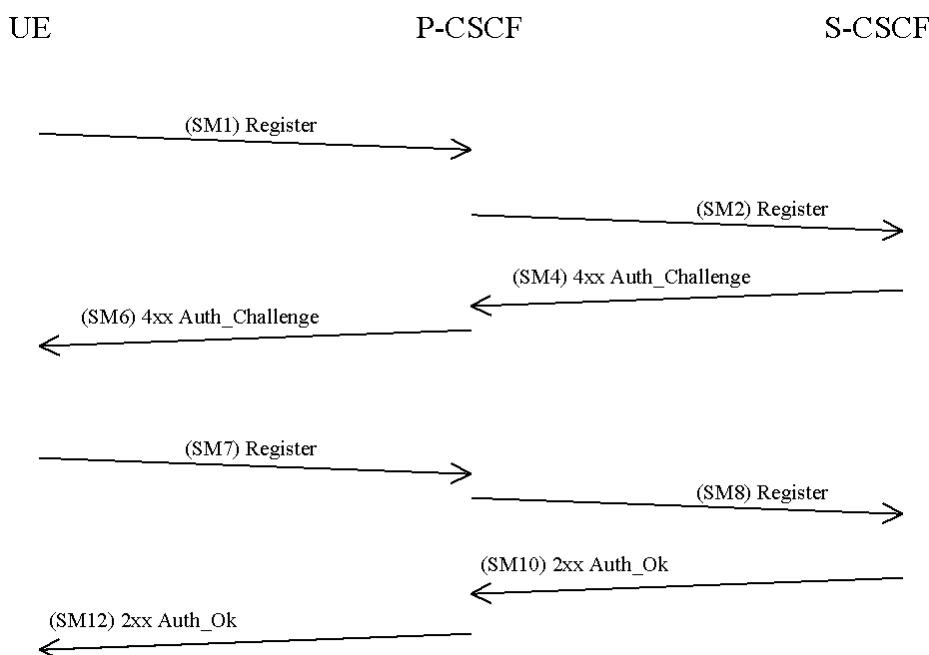 UE P-CSCF S-CSCF
(SM1) Register
(SM2) Register
(SM4) 4xx Auth_Challenge
(SM6) 4xx Auth_Challenge
(SM7) Register
(SM8) Register
(SM10) 2xx Auth_Ok
(SM12) 2xx Auth_Ok